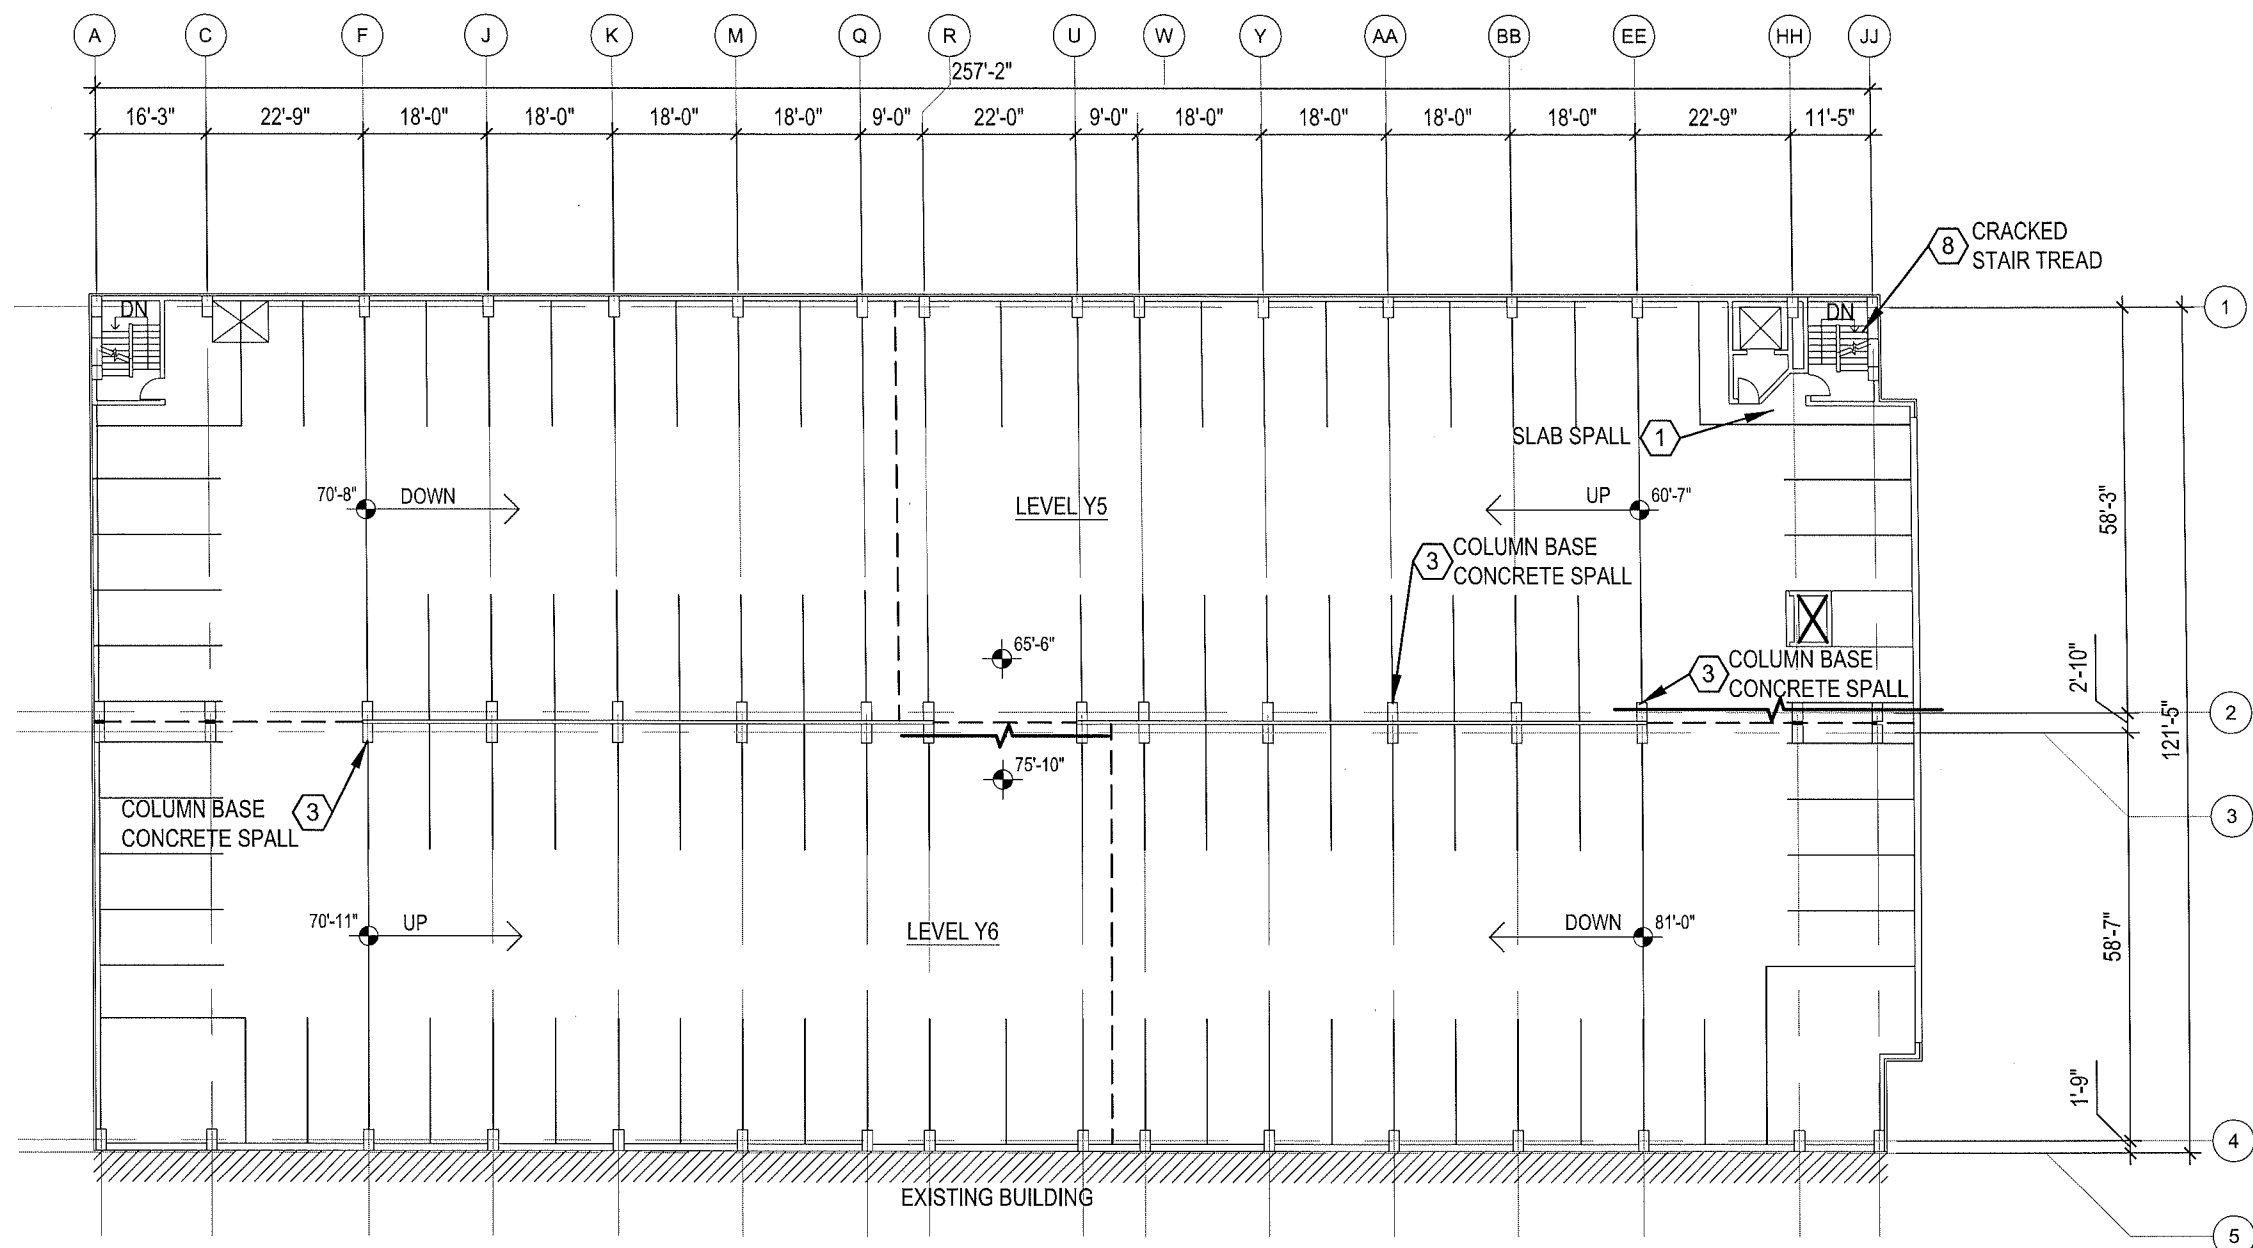 A C F J K M Q R U W Y AA BB EE HH JJ
257'-2"
16'-3" 22'-9" 18'-0" 18'-0" 18'-0" 18'-0" 9'-0" 22'-0" 9'-0" 18'-0" 18'-0" 18'-0" 18'-0" 22'-9" 11'-5"
8 CRACKED
STAIR TREAD
DN
DN
1
SLAB SPALL 1
70'-8" DOWN
LEVEL Y5
UP 60'-7"
58'-3"
3 COLUMN BASE
CONCRETE SPALL
65'-6"
3 COLUMN BASE
CONCRETE SPALL
2'-10"
2
121'-5"
75'-10"
COLUMN BASE
CONCRETE SPALL
3
3
70'-11" UP
LEVEL Y6
DOWN 81'-0"
58'-7"
1'-9"
4
EXISTING BUILDING
5